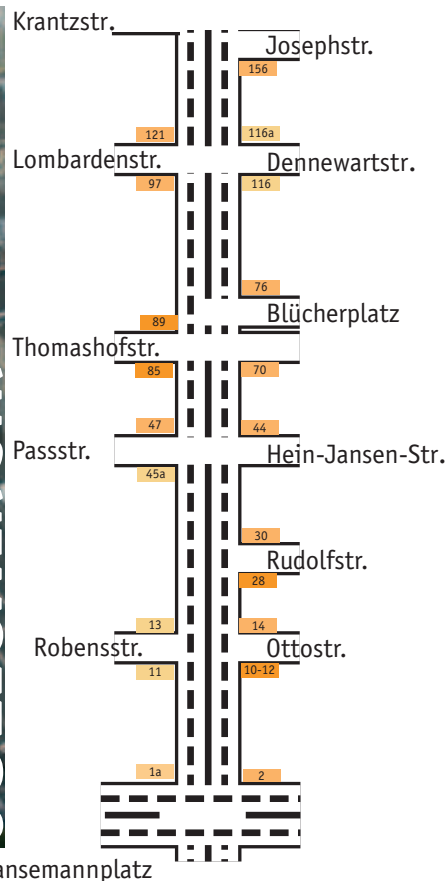 Krantzstr.
Josephstr.
156
121 116a
Lombardenstr. Dennewartstr.
97 116
76
89 Blücherplatz
Thomashofstr.
85 70
47 44
Passstr. Hein-Jansen-Str.
45a
30
Rudolfstr.
28
13 14
Robensstr. Ottostr.
11 10-12
1a 2
ansemannplatz